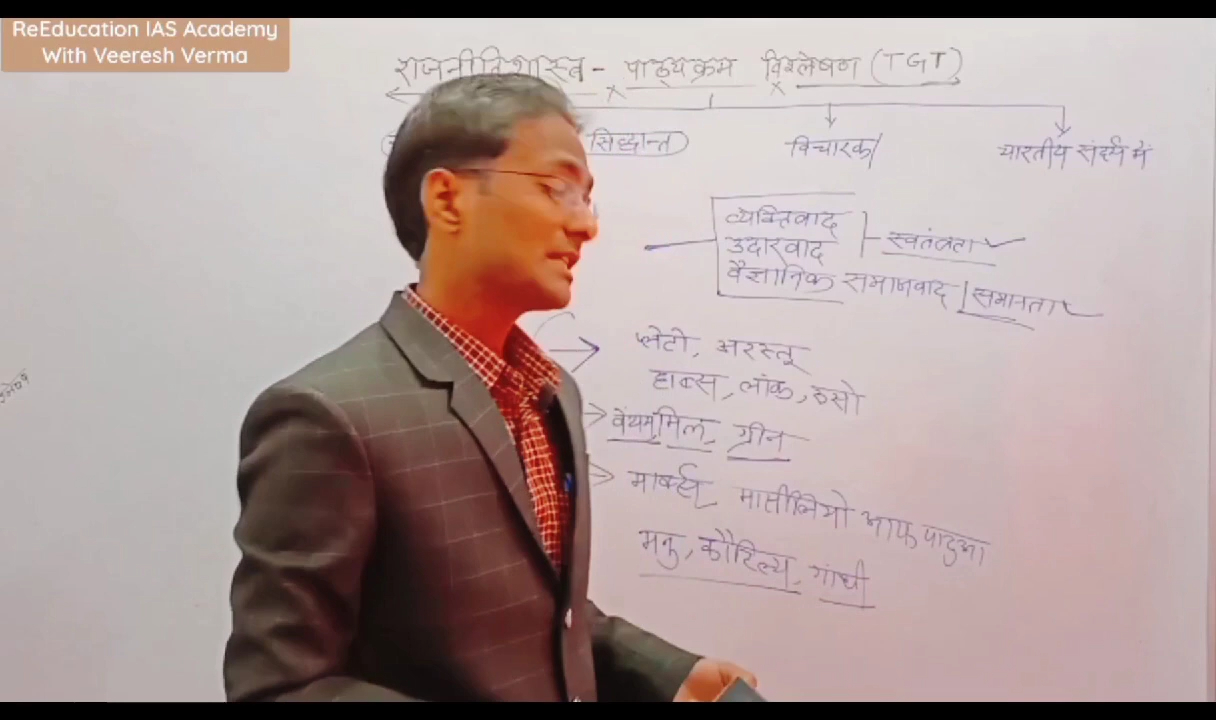 ReEducation IAS Academy
With Veeresh Verma
राजनीतिशास्त्र - पाठ्यक्रम विश्लेषण (TGT)
सिद्धान्त
विचारक
भारतीय संदर्भ में
व्यक्तिवाद
उदारवाद
स्वतंत्रता
वैज्ञानिक समाजवाद
समानता
प्लेटो, अरस्तू
हाब्स, लॉक, रूसो
बेंथम, मिल, ग्रीन
मार्क्स, मार्सीलियो आफ पादुआ
मनु, कौटिल्य, गांधी